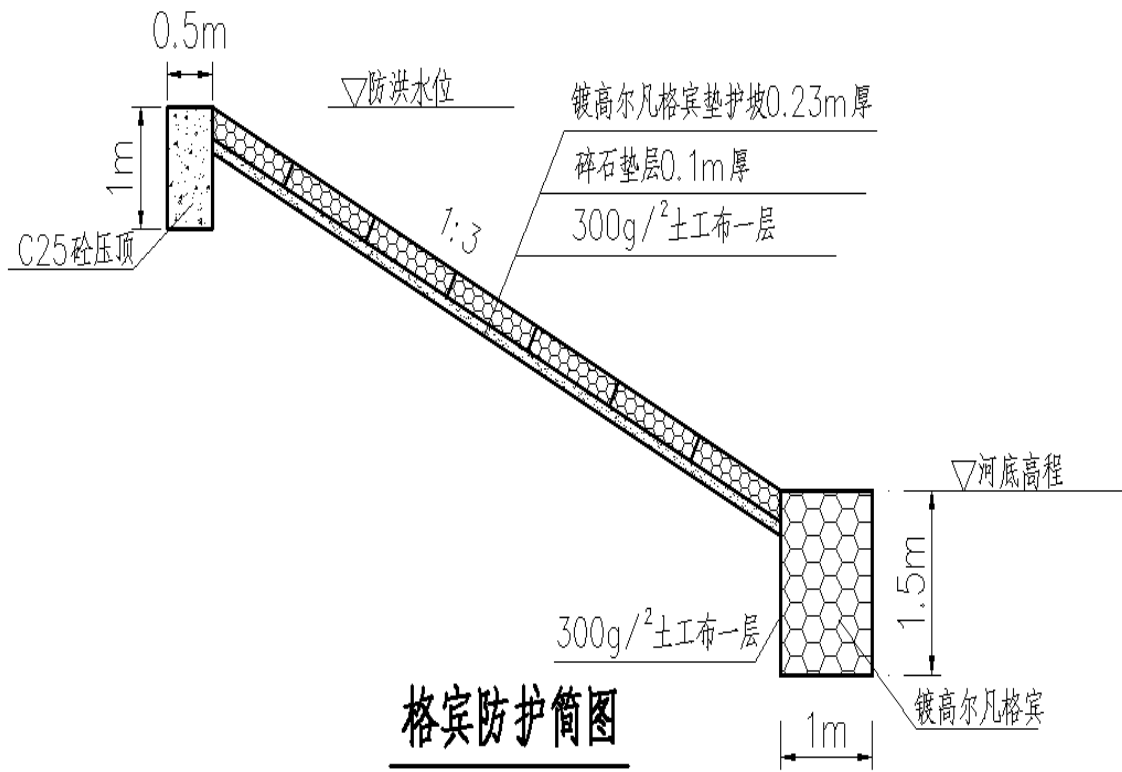 0.5m
防洪水位
镀高尔凡格宾垫护坡0.23m厚
1m
碎石垫层0.1m厚
1:3
300g/²土工布一层
C25砼压顶
河底高程
1.5m
300g/²土工布一层
镀高尔凡格宾
格宾防护简图
1m